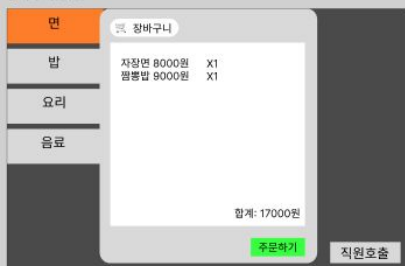 면
밥
요리
음료
장바구니
자장면 8000원 X1
짬뽕밥 9000원 X1
합계: 17000원
주문하기
직원호출